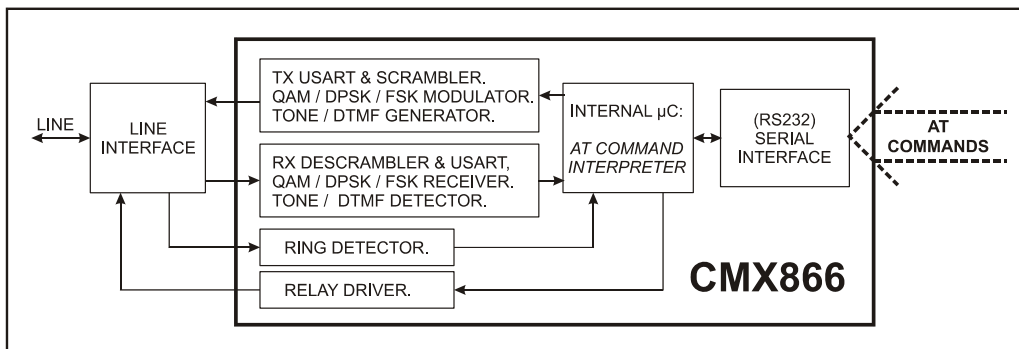 TX USART & SCRAMBLER.
QAM / DPSK / FSK MODULATOR.
TONE / DTMF GENERATOR.
LINE
LINE
INTERFACE
INTERNAL µC:
AT COMMAND
INTERPRETER
(RS232)
SERIAL
INTERFACE
AT
COMMANDS
RX DESCRAMBLER & USART,
QAM / DPSK / FSK RECEIVER.
TONE / DTMF DETECTOR.
RING DETECTOR.
RELAY DRIVER.
CMX866